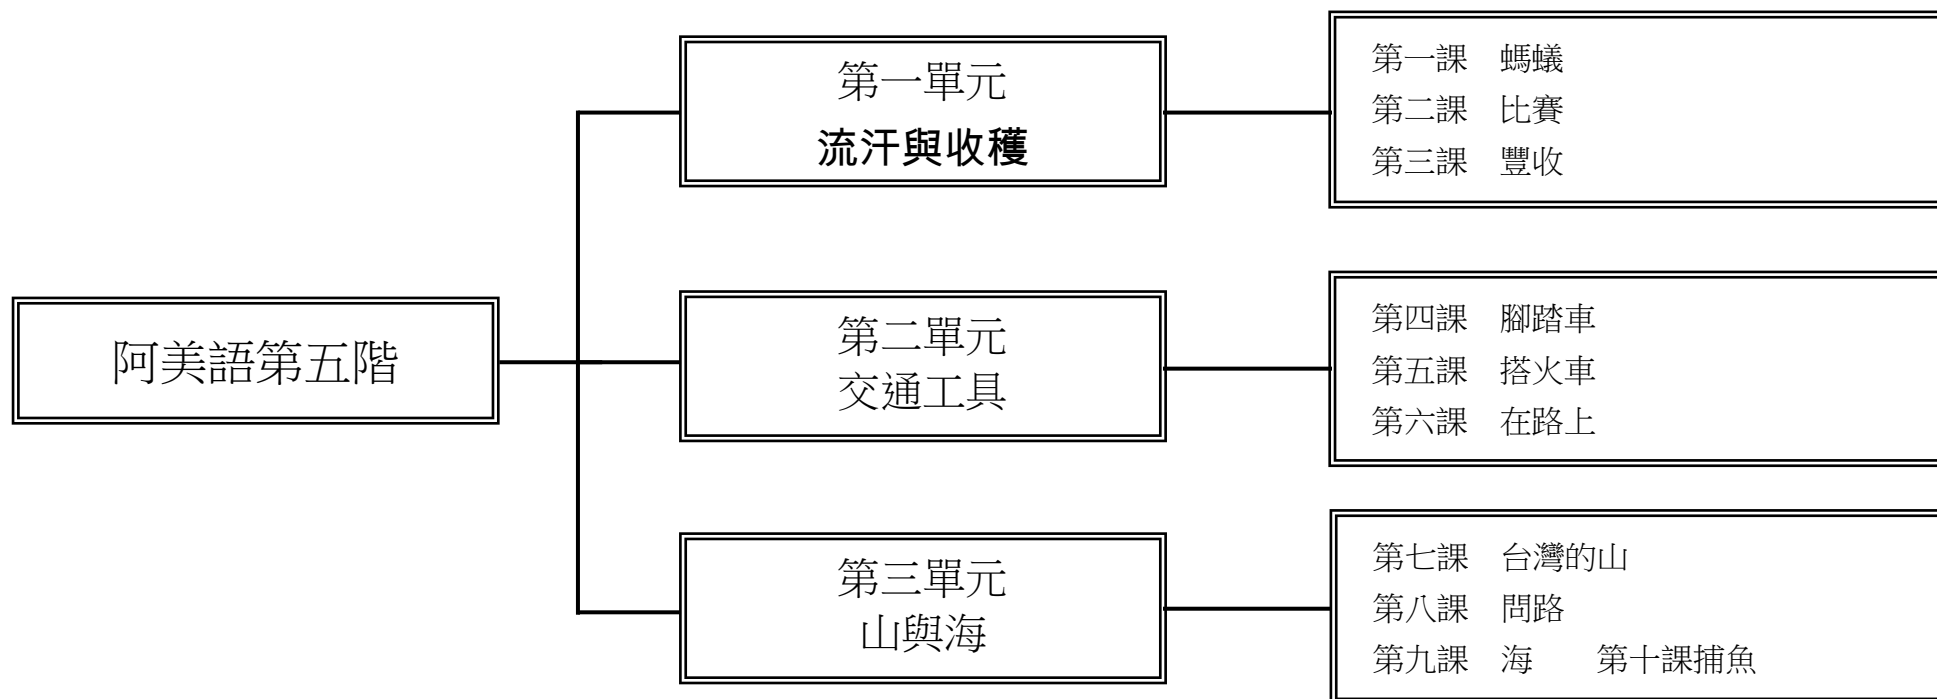 阿美語第五階
第一單元
流汗與收穫
第一課　螞蟻
第二課　比賽
第三課　豐收
第二單元
交通工具
第四課　腳踏車
第五課　搭火車
第六課　在路上
第三單元
山與海
第七課　台灣的山
第八課　問路
第九課　海　　第十課捕魚